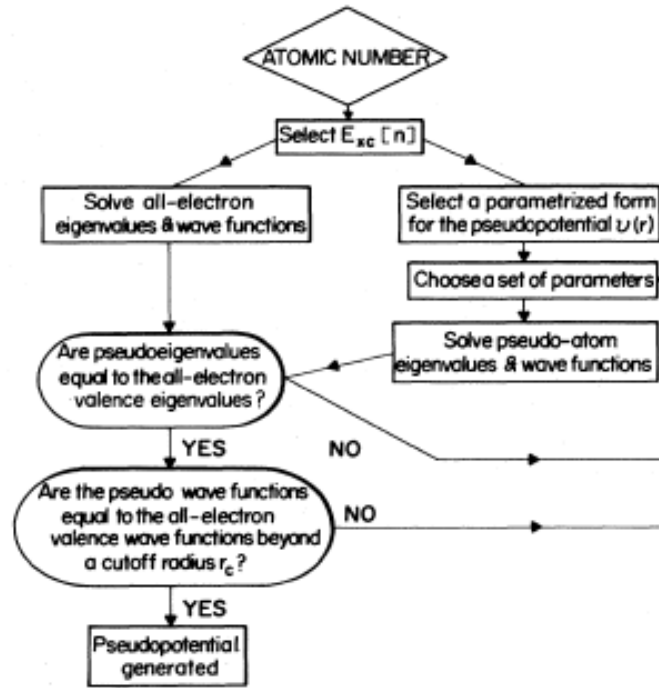 ATOMIC NUMBER
Select E_xc [n]
Solve all-electron
eigenvalues & wave functions
Select a parametrized form
for the pseudopotential υ(r)
Choose a set of parameters
Solve pseudo-atom
eigenvalues & wave functions
Are pseudoeigenvalues
equal to the all-electron
valence eigenvalues?
YES
NO
Are the pseudo wave functions
equal to the all-electron
valence wave functions beyond
a cutoff radius r_c?
NO
YES
Pseudopotential
generated